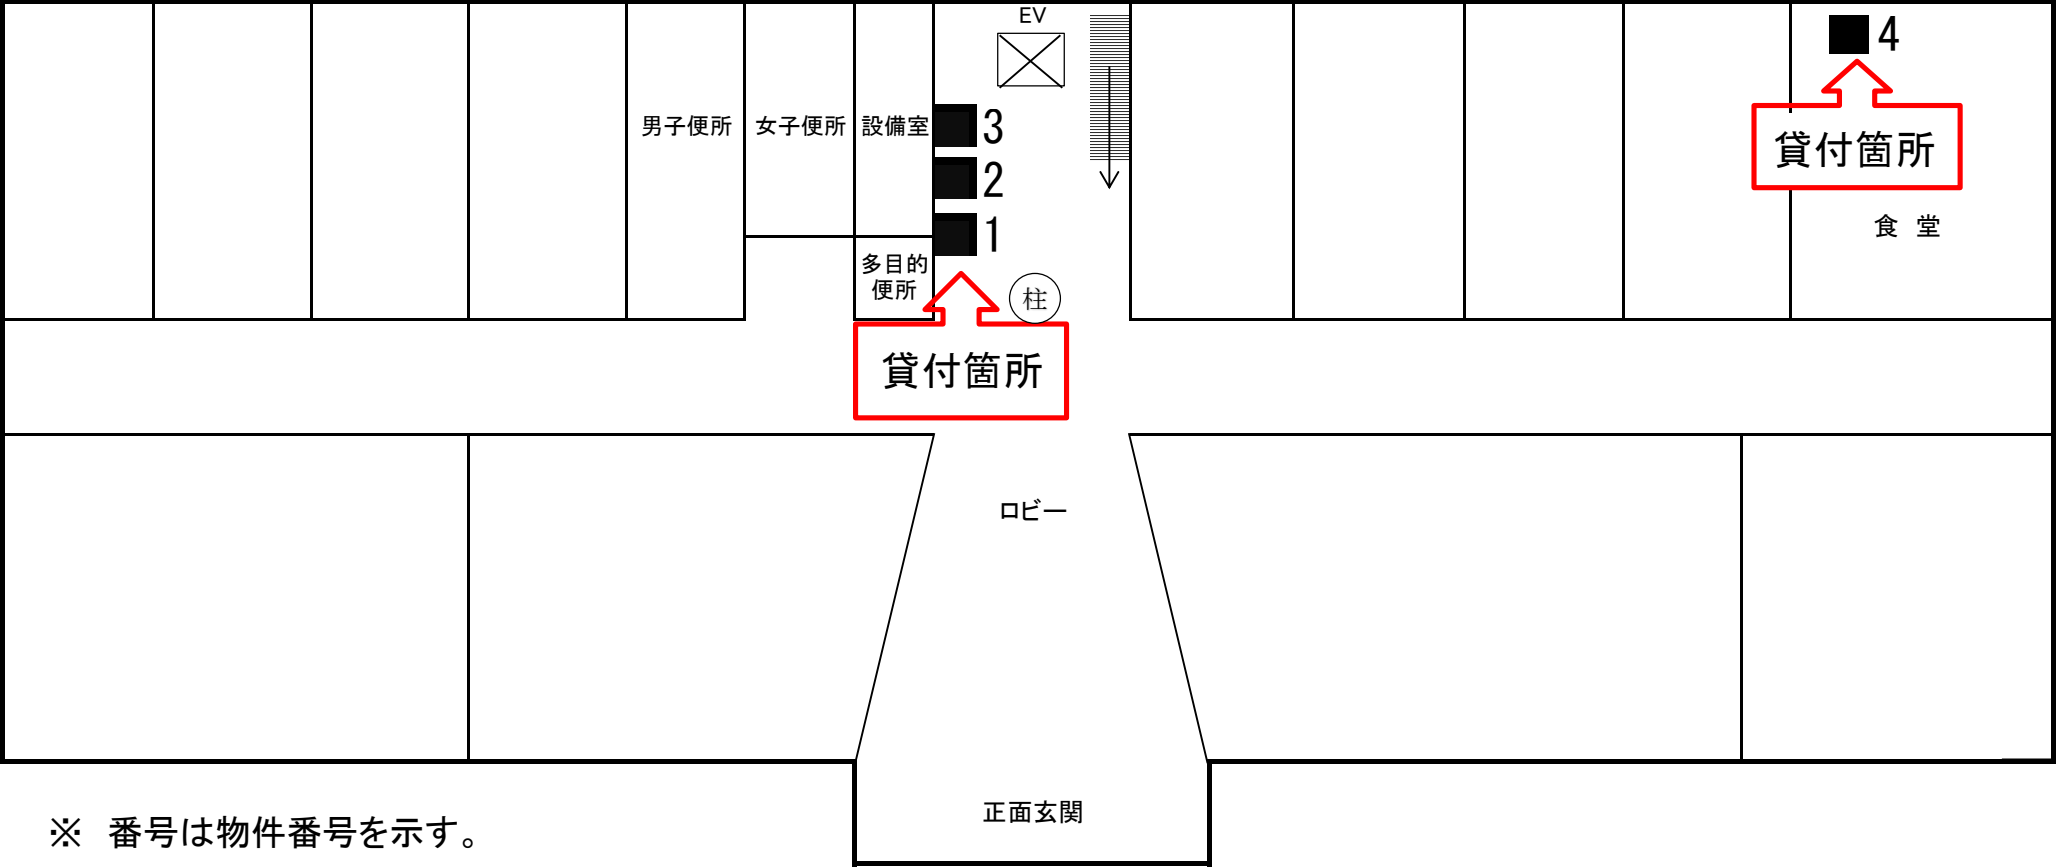 EV
4
男子便所
女子便所
設備室
3
貸付箇所
2
1
食 堂
多目的
便所
柱
貸付箇所
ロビー
正面玄関
※ 番号は物件番号を示す。